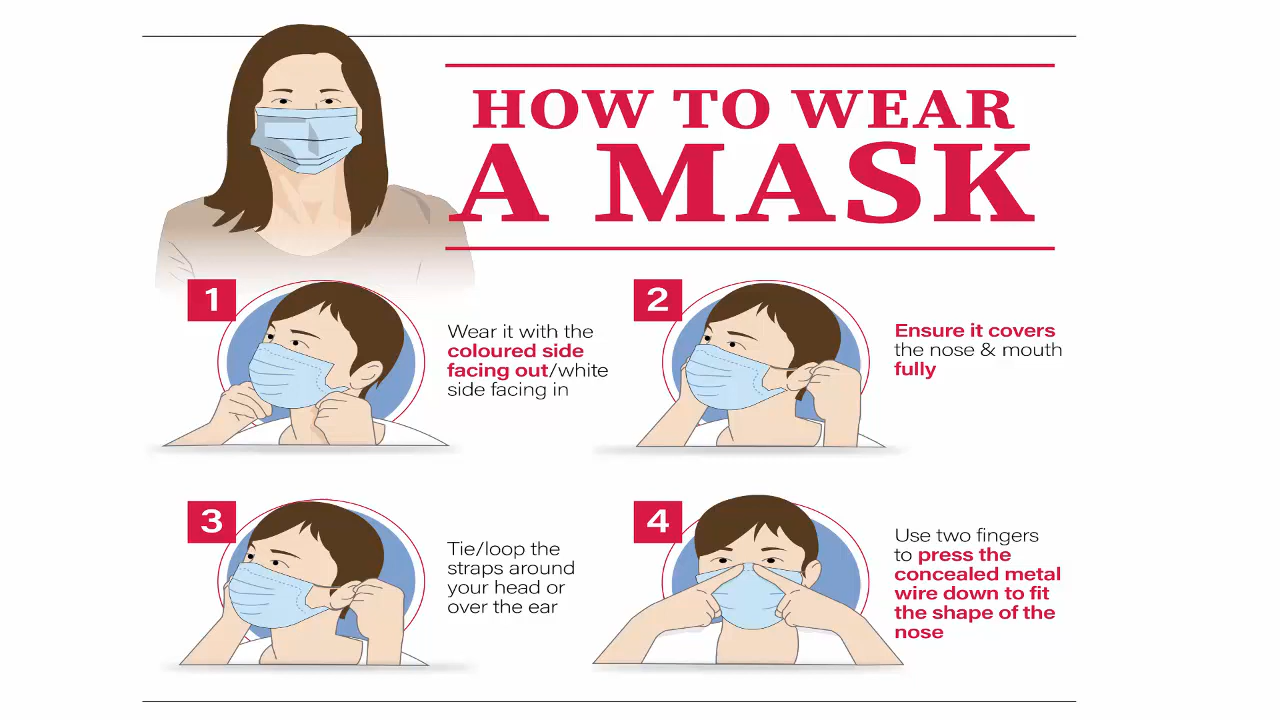 HOW TO WEAR
A MASK
1
Wear it with the
coloured side
facing out/white
side facing in
2
Ensure it covers
the nose & mouth
fully
3
Tie/loop the
straps around
your head or
over the ear
4
Use two fingers
to press the
concealed metal
wire down to fit
the shape of the
nose